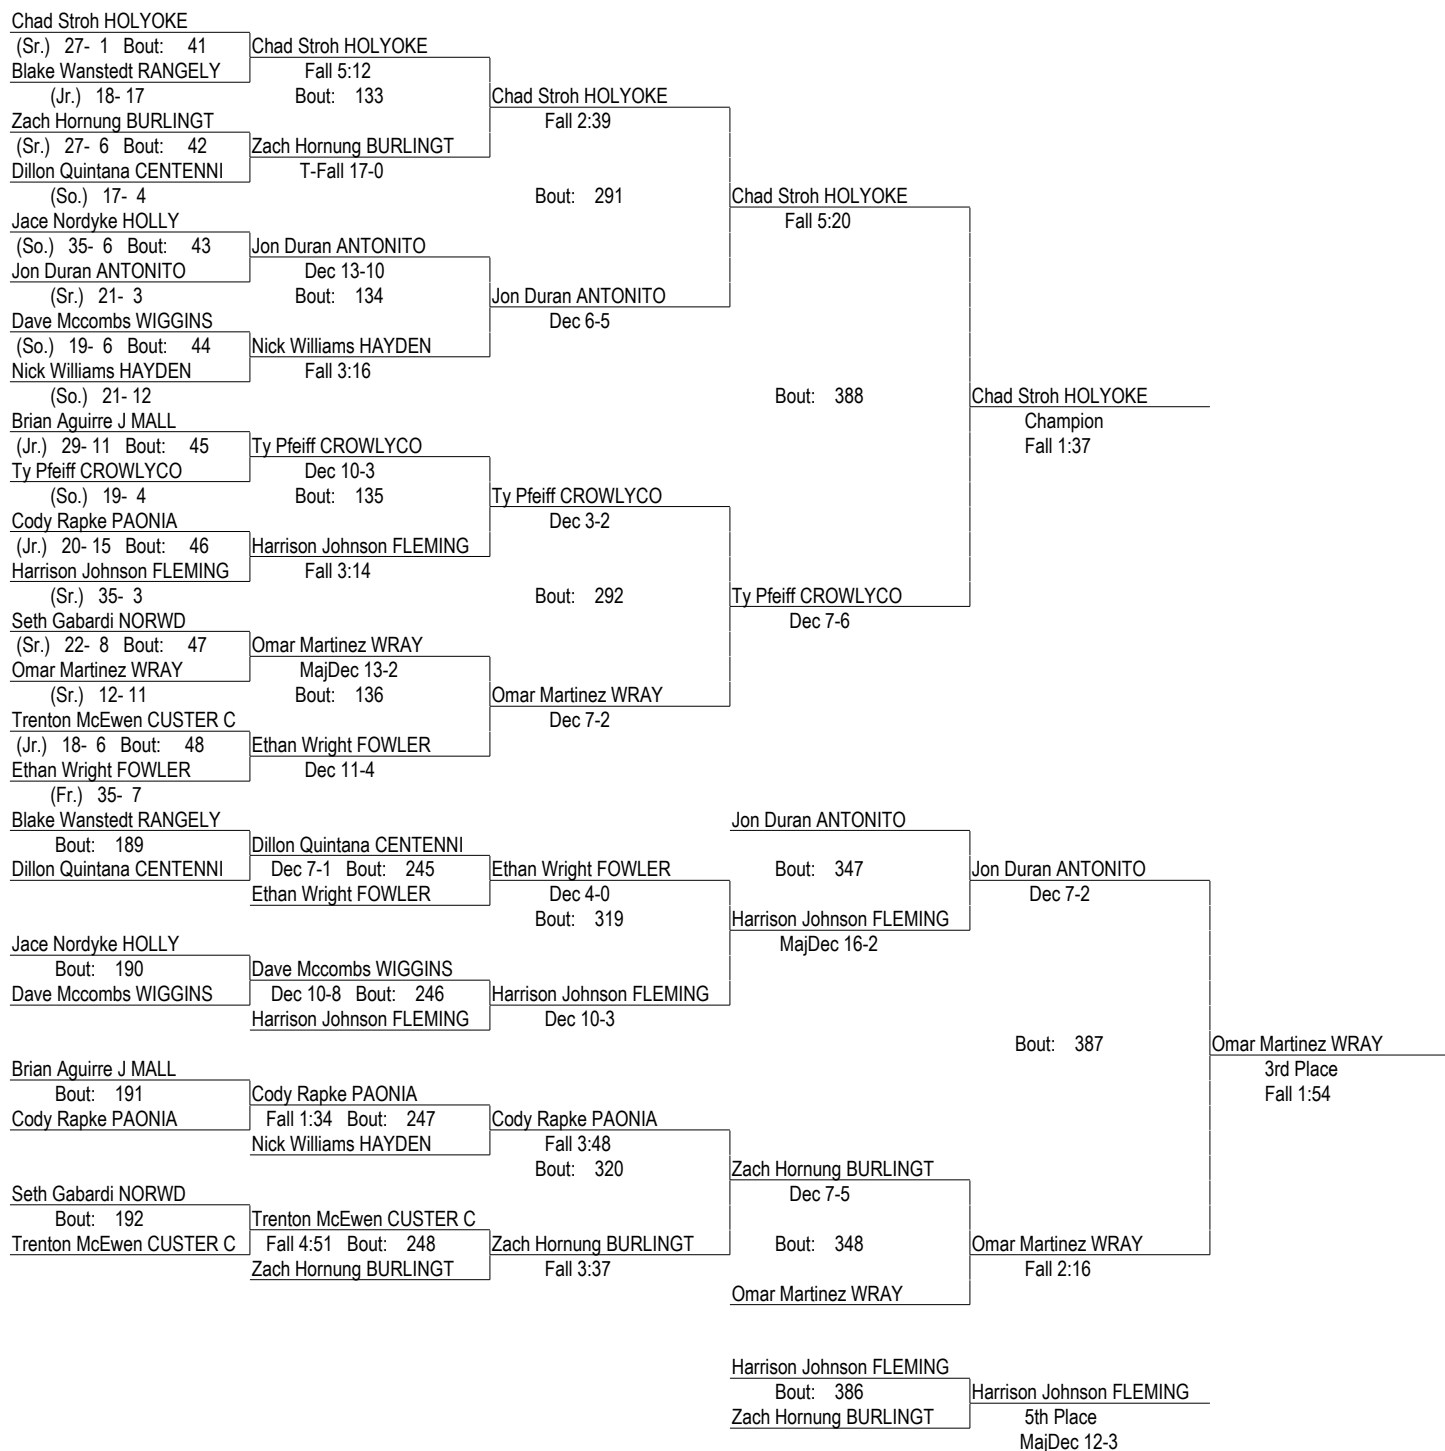 Chad Stroh HOLYOKE
(Sr.) 27- 1 Bout: 41 Chad Stroh HOLYOKE
Blake Wanstedt RANGELY Fall 5:12
(Jr.) 18- 17 Bout: 133 Chad Stroh HOLYOKE
Zach Hornung BURLINGT Fall 2:39
(Sr.) 27- 6 Bout: 42 Zach Hornung BURLINGT
Dillon Quintana CENTENNI T-Fall 17-0
(So.) 17- 4 Bout: 291 Chad Stroh HOLYOKE
Jace Nordyke HOLLY Fall 5:20
(So.) 35- 6 Bout: 43 Jon Duran ANTONITO
Jon Duran ANTONITO Dec 13-10
(Sr.) 21- 3 Bout: 134 Jon Duran ANTONITO
Dave Mccombs WIGGINS Dec 6-5
(So.) 19- 6 Bout: 44 Nick Williams HAYDEN
Nick Williams HAYDEN Fall 3:16
(So.) 21- 12 Bout: 388 Chad Stroh HOLYOKE
Brian Aguirre J MALL Champion
(Jr.) 29- 11 Bout: 45 Ty Pfeiff CROWLYCO Fall 1:37
Ty Pfeiff CROWLYCO Dec 10-3
(So.) 19- 4 Bout: 135 Ty Pfeiff CROWLYCO
Cody Rapke PAONIA Dec 3-2
(Jr.) 20- 15 Bout: 46 Harrison Johnson FLEMING
Harrison Johnson FLEMING Fall 3:14
(Sr.) 35- 3 Bout: 292 Ty Pfeiff CROWLYCO
Seth Gabardi NORWD Dec 7-6
(Sr.) 22- 8 Bout: 47 Omar Martinez WRAY
Omar Martinez WRAY MajDec 13-2
(Sr.) 12- 11 Bout: 136 Omar Martinez WRAY
Trenton McEwen CUSTER C Dec 7-2
(Jr.) 18- 6 Bout: 48 Ethan Wright FOWLER
Ethan Wright FOWLER Dec 11-4
(Fr.) 35- 7
Blake Wanstedt RANGELY Jon Duran ANTONITO
Bout: 189 Dillon Quintana CENTENNI
Dillon Quintana CENTENNI Dec 7-1 Bout: 245 Ethan Wright FOWLER Bout: 347 Jon Duran ANTONITO
Ethan Wright FOWLER Dec 4-0 Dec 7-2
Bout: 319 Harrison Johnson FLEMING
Jace Nordyke HOLLY MajDec 16-2
Bout: 190 Dave Mccombs WIGGINS
Dave Mccombs WIGGINS Dec 10-8 Bout: 246 Harrison Johnson FLEMING
Harrison Johnson FLEMING Dec 10-3
Bout: 387 Omar Martinez WRAY
Brian Aguirre J MALL 3rd Place
Bout: 191 Cody Rapke PAONIA Fall 1:54
Cody Rapke PAONIA Fall 1:34 Bout: 247 Cody Rapke PAONIA
Nick Williams HAYDEN Fall 3:48
Bout: 320 Zach Hornung BURLINGT
Seth Gabardi NORWD Dec 7-5
Bout: 192 Trenton McEwen CUSTER C
Trenton McEwen CUSTER C Fall 4:51 Bout: 248 Zach Hornung BURLINGT Bout: 348 Omar Martinez WRAY
Zach Hornung BURLINGT Fall 3:37 Fall 2:16
Omar Martinez WRAY
Harrison Johnson FLEMING
Bout: 386 Harrison Johnson FLEMING
Zach Hornung BURLINGT 5th Place
MajDec 12-3